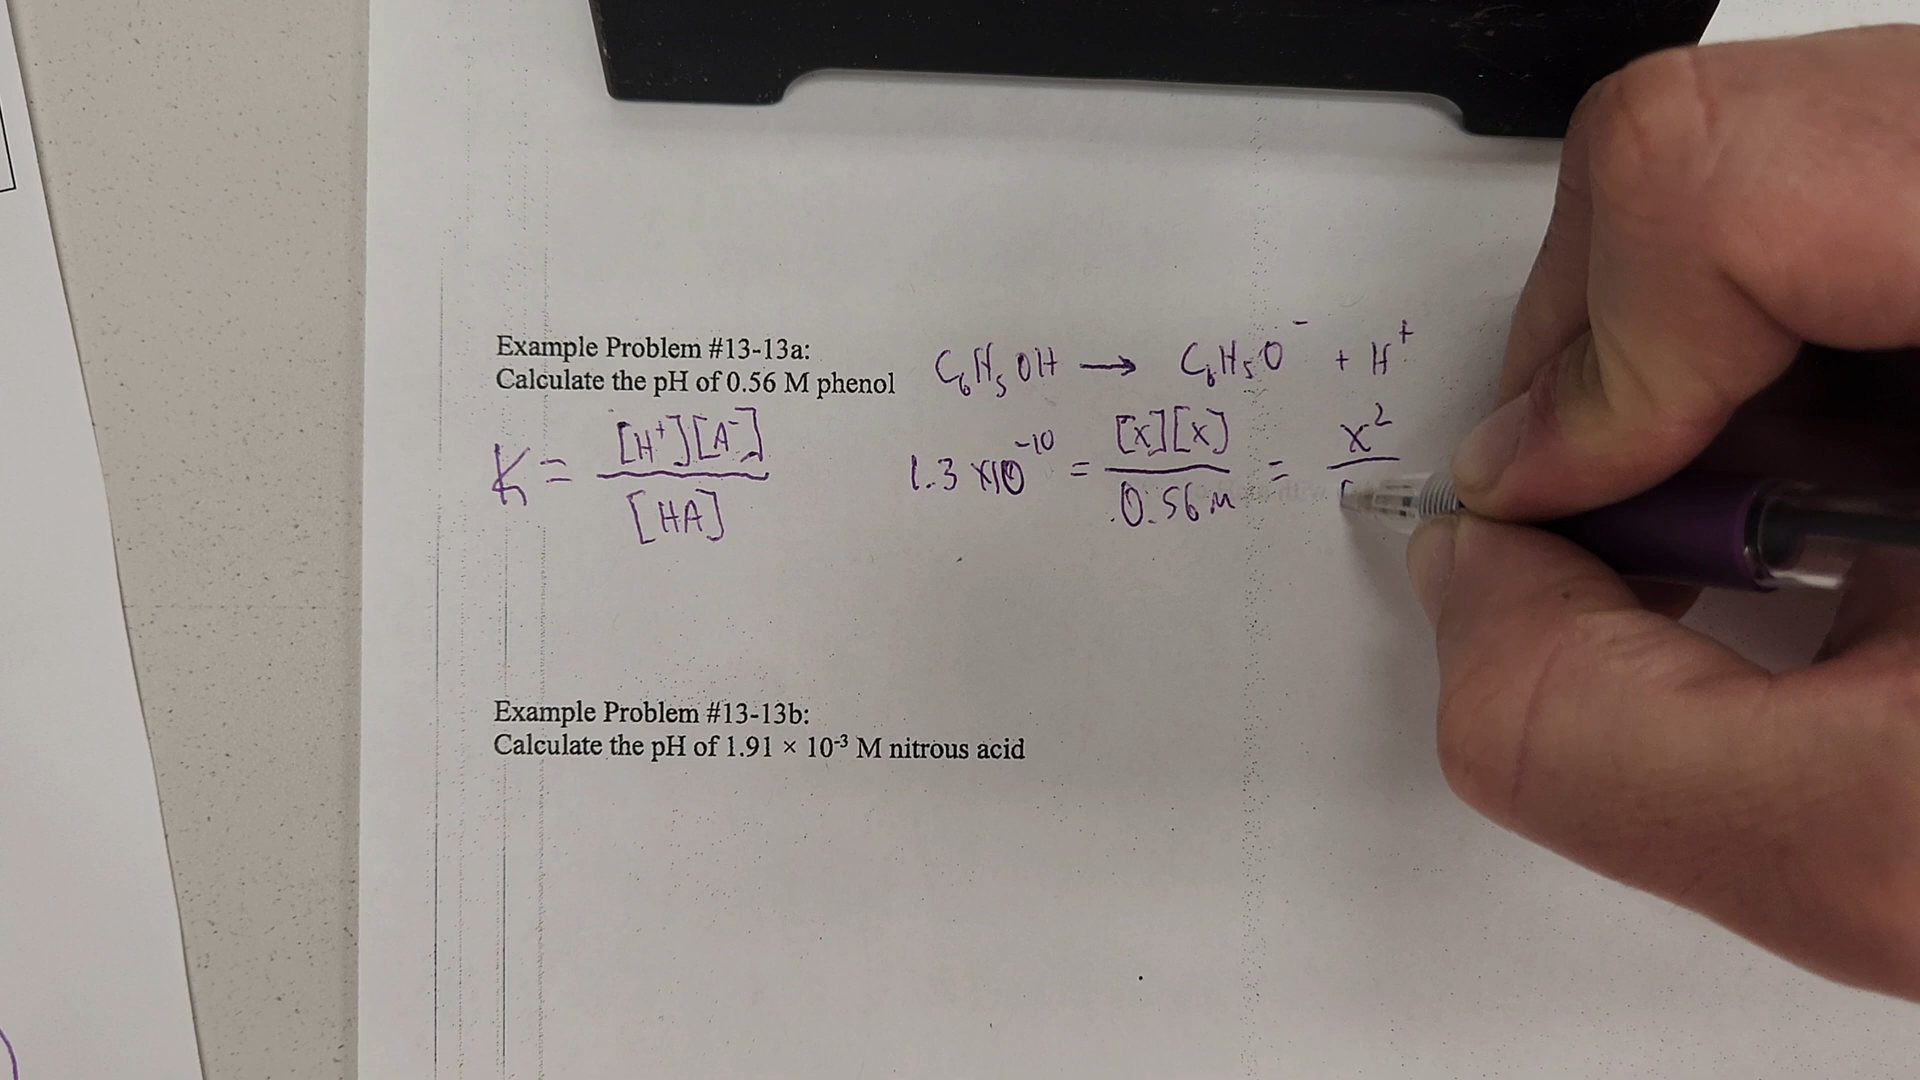 Example Problem #13-13a:
Calculate the pH of 0.56 M phenol
C₆H₅OH → C₆H₅O⁻ + H⁺
K = [H⁺][A⁻] / [HA]
1.3 x10⁻¹⁰ = [x][x] / 0.56 M = x² /
Example Problem #13-13b:
Calculate the pH of 1.91 × 10⁻³ M nitrous acid